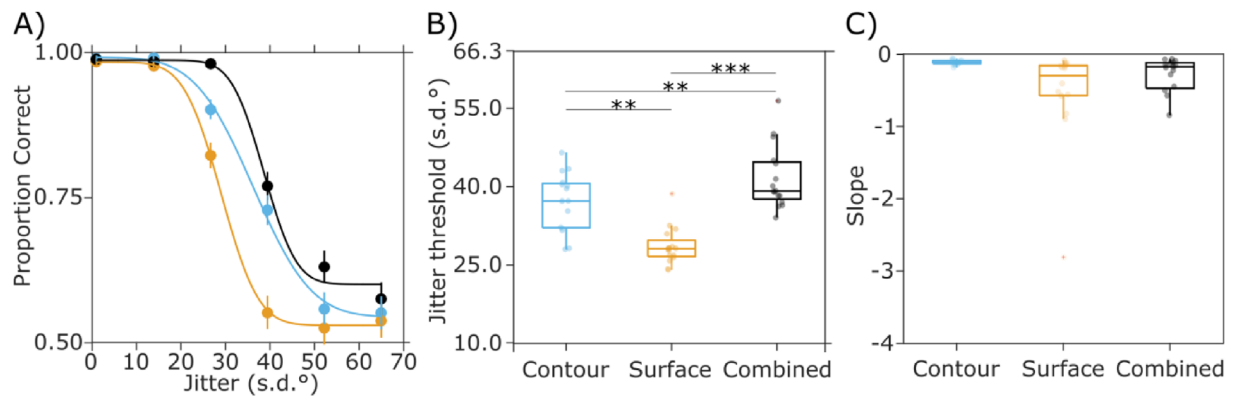 A)
B)
C)
1.00
0.75
0.50
Proportion Correct
0 10 20 30 40 50 60 70
Jitter (s.d.°)
66.3
55.0
40.0
25.0
10.0
Jitter threshold (s.d.°)
***
**
**
Contour Surface Combined
0
-1
-2
-3
-4
Slope
Contour Surface Combined